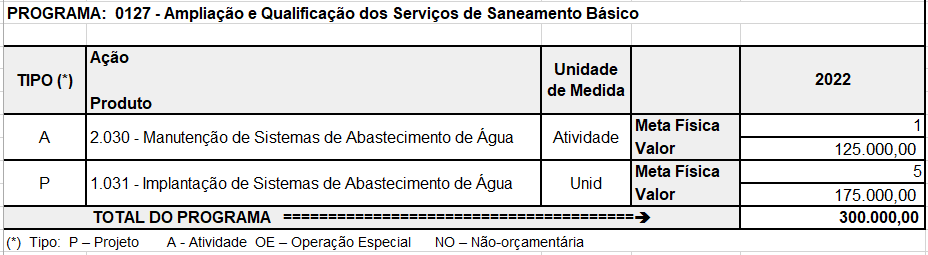 PROGRAMA: 0127 - Ampliação e Qualificação dos Serviços de Saneamento Básico
TIPO (*) Ação Produto Unidade de Medida 2022
A 2.030 - Manutenção de Sistemas de Abastecimento de Água Atividade Meta Física 1
Valor 125.000,00
P 1.031 - Implantação de Sistemas de Abastecimento de Água Unid Meta Física 5
Valor 175.000,00
TOTAL DO PROGRAMA =======================================➔ 300.000,00
(*) Tipo: P – Projeto A - Atividade OE – Operação Especial NO – Não-orçamentária